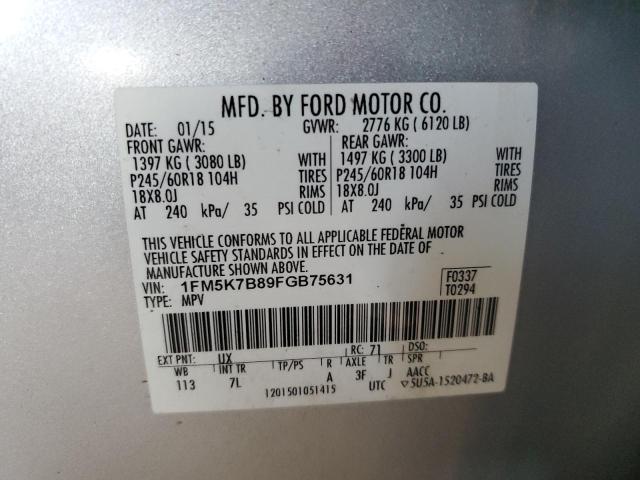 MFD. BY FORD MOTOR CO.
DATE: 01/15 GVWR: 2776 KG ( 6120 LB)
FRONT GAWR: REAR GAWR:
1397 KG ( 3080 LB) WITH 1497 KG ( 3300 LB) WITH
P245/60R18 104H TIRES P245/60R18 104H TIRES
18X8.0J RIMS 18X8.0J RIMS
AT 240 kPa/ 35 PSI COLD AT 240 kPa/ 35 PSI COLD
THIS VEHICLE CONFORMS TO ALL APPLICABLE FEDERAL MOTOR
VEHICLE SAFETY STANDARDS IN EFFECT ON THE DATE OF
MANUFACTURE SHOWN ABOVE.
VIN: 1FM5K7B89FGB75631 F0337
TYPE: MPV T0294
EXT PNT: UX RC: 71 DSO:
WB INT TR TP/PS R AXLE TR SPR
113 7L A 3F J AACC
1201501051415 UTC ▽5U5A-1520472-BA